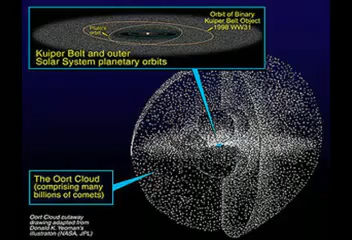 Pluto's
orbit
Orbit of Binary
Kuiper Belt Object
1998 WW31
Kuiper Belt and outer
Solar System planetary orbits
The Oort Cloud
(comprising many
billions of comets)
Oort Cloud cutaway
drawing adapted from
Donald K. Yeoman's
illustration (NASA, JPL)